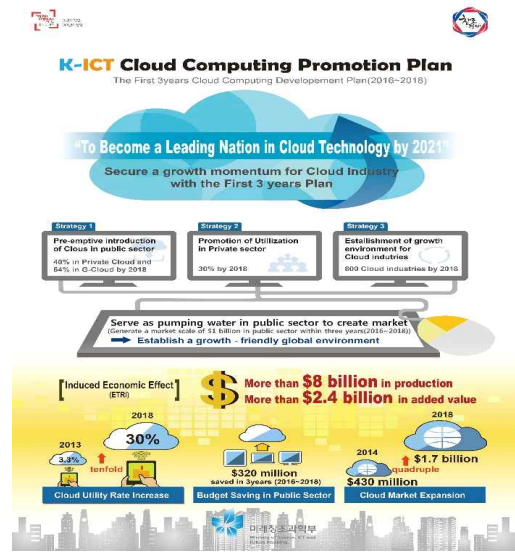 K-ICT Cloud Computing Promotion Plan
The First 3years Cloud Computing Developement Plan(2016~2018)
"To Become a Leading Nation in Cloud Technology by 2021"
Secure a growth momentum for Cloud Industry
with the First 3 years Plan
Strategy 1
Pre-emptive introduction
of Clous in public sector
40% in Private Cloud and
64% in G-Cloud by 2018
Strategy 2
Promotion of Utilization
in Private sector
30% by 2018
Strategy 3
Estallishment of growth
environment for
Cloud indutries
800 Cloud industries by 2018
Serve as pumping water in public sector to create market
(Generate a market scale of $1 billion in public sector within three years(2016~2018))
Establish a growth - friendly global environment
[Induced Economic Effect]
(ETRI)
$
More than $8 billion in production
More than $2.4 billion in added value
2013
3.3%
tenfold
2018
30%
Cloud Utility Rate Increase
$320 million
saved in 3years (2016~2018)
Budget Saving in Public Sector
2014
$430 million
quadruple
2018
$1.7 billion
Cloud Market Expansion
미래창조과학부
Ministry of Science, ICT and
Future Planning